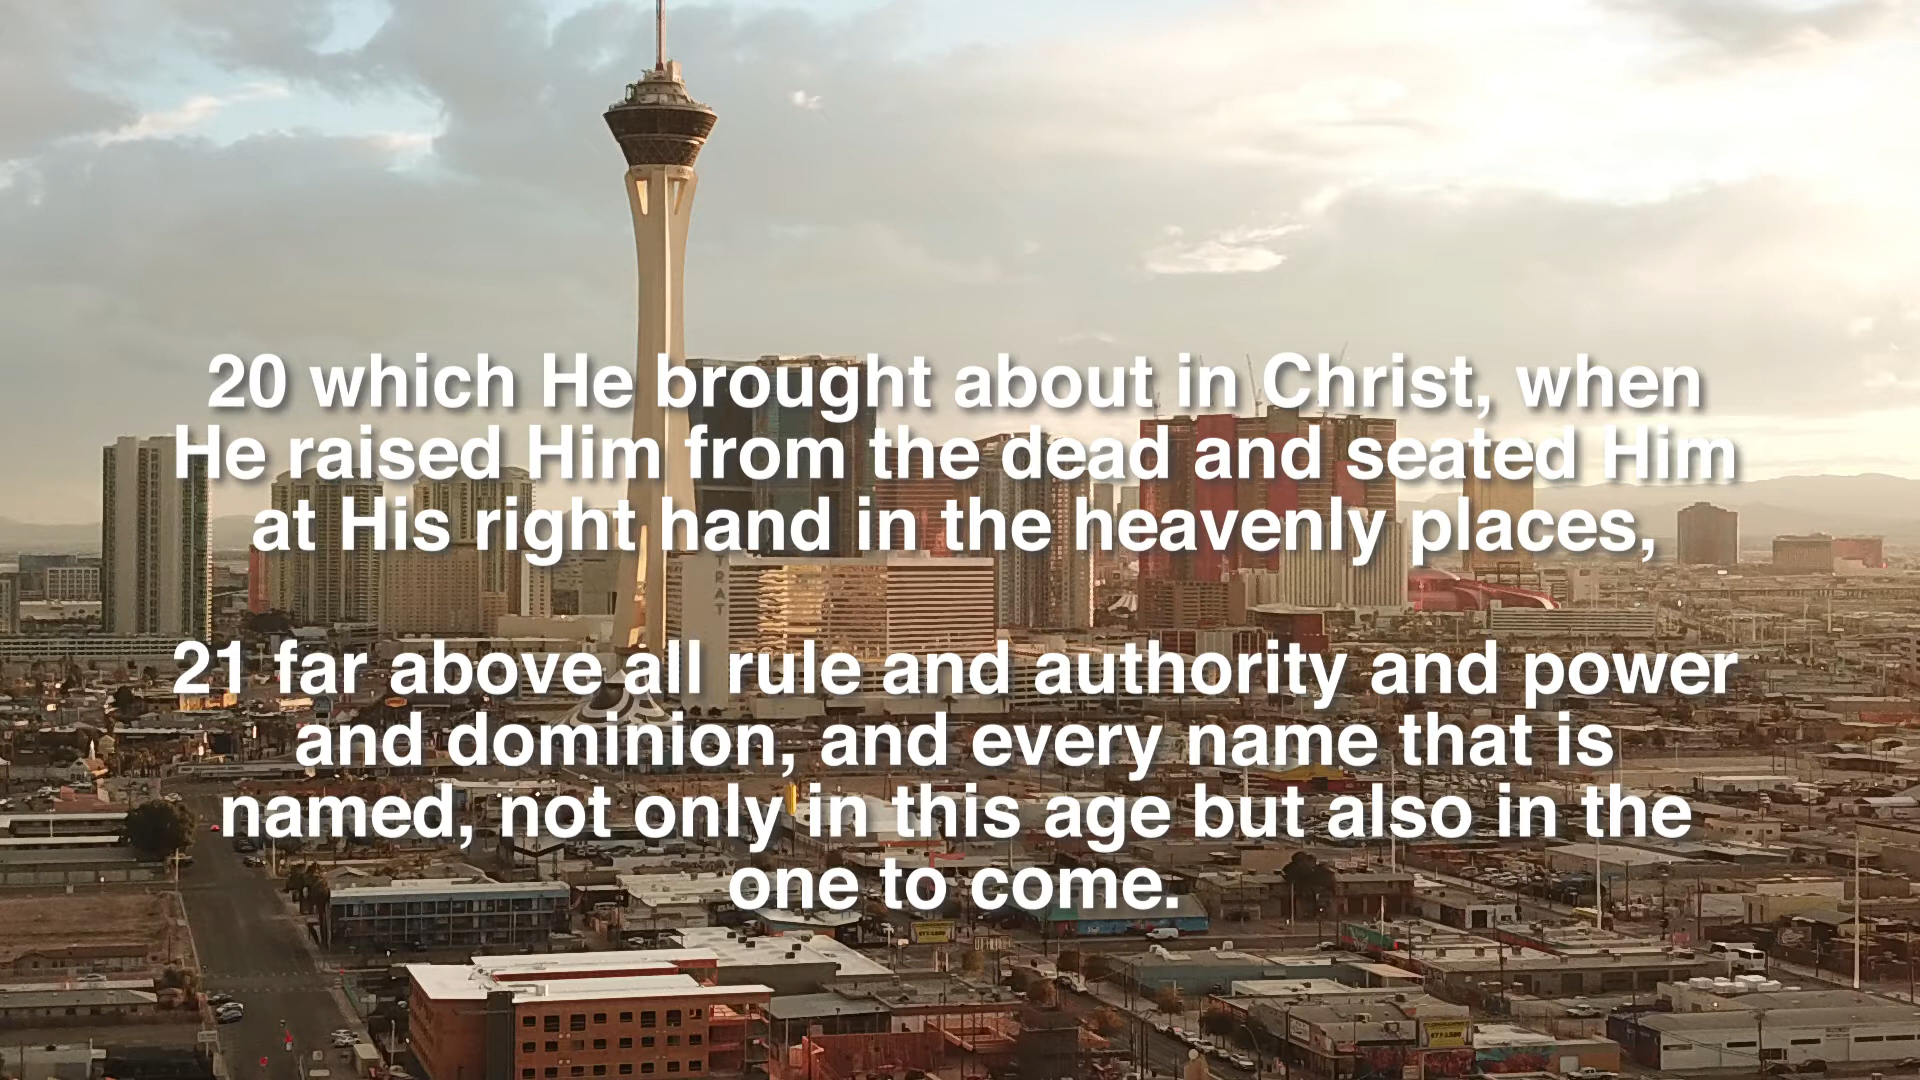 20 which He brought about in Christ, when
He raised Him from the dead and seated Him
at His right hand in the heavenly places,
21 far above all rule and authority and power
and dominion, and every name that is
named, not only in this age but also in the
one to come.
TRAT